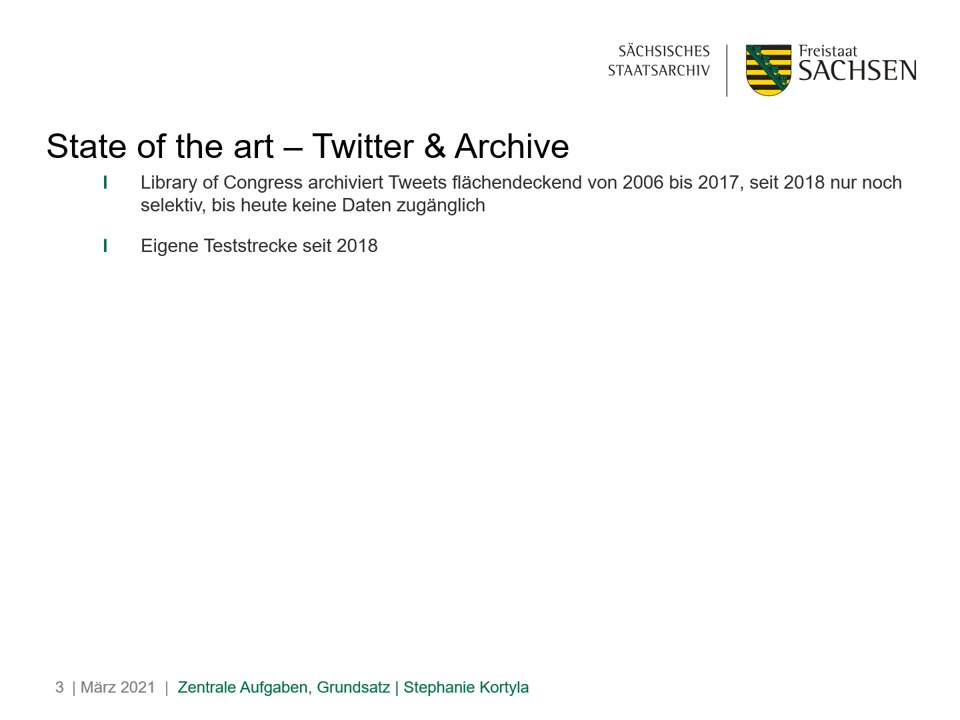 SÄCHSISCHES
STAATSARCHIV
Freistaat
SACHSEN
State of the art – Twitter & Archive
I Library of Congress archiviert Tweets flächendeckend von 2006 bis 2017, seit 2018 nur noch
selektiv, bis heute keine Daten zugänglich
I Eigene Teststrecke seit 2018
3 | März 2021 | Zentrale Aufgaben, Grundsatz | Stephanie Kortyla